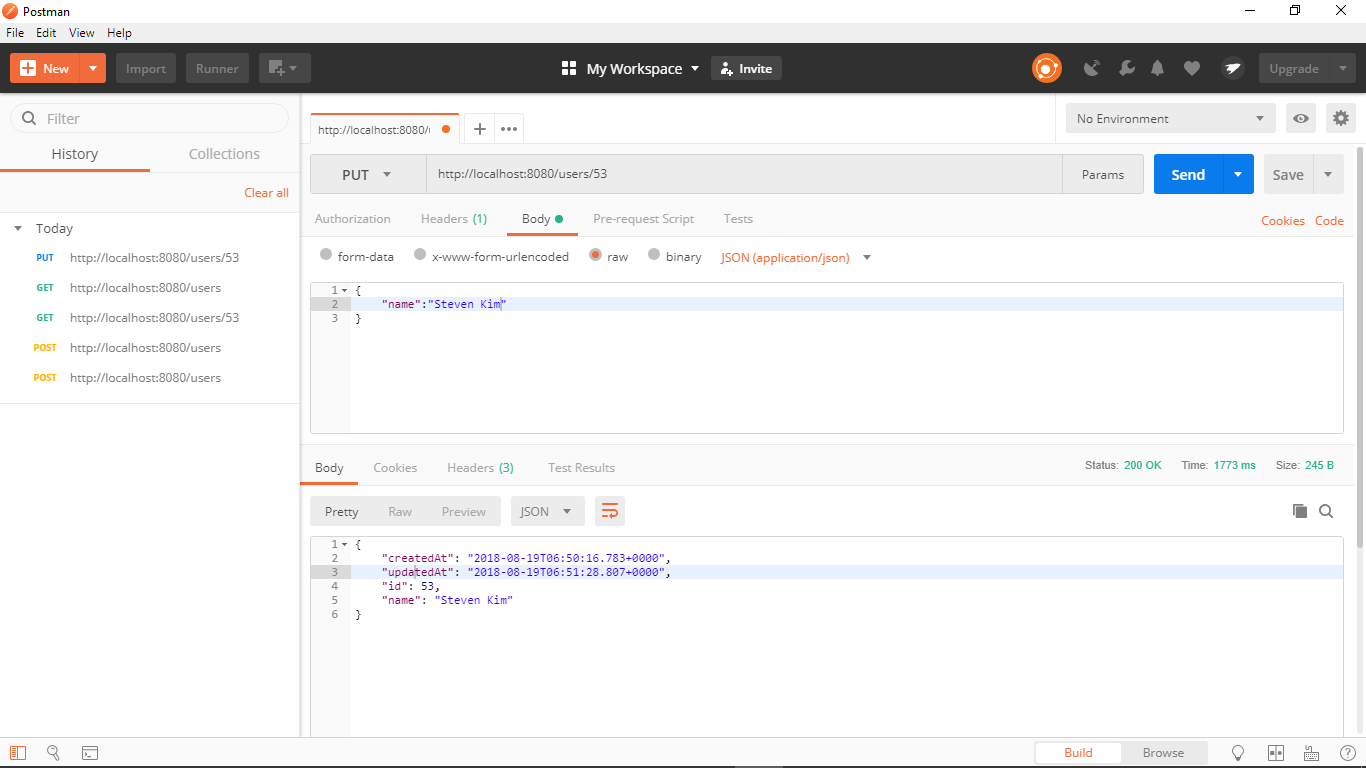 Postman
File Edit View Help
New Import Runner My Workspace Invite Upgrade
Filter
History Collections
Clear all
Today
PUT http://localhost:8080/users/53
GET http://localhost:8080/users
GET http://localhost:8080/users/53
POST http://localhost:8080/users
POST http://localhost:8080/users
http://localhost:8080/ + ••• No Environment
PUT http://localhost:8080/users/53 Params Send Save
Authorization Headers (1) Body Pre-request Script Tests Cookies Code
form-data x-www-form-urlencoded raw binary JSON (application/json)
1 {
2 "name":"Steven Kim"
3 }
Body Cookies Headers (3) Test Results Status: 200 OK Time: 1773 ms Size: 245 B
Pretty Raw Preview JSON
1 {
2 "createdAt": "2018-08-19T06:50:16.783+0000",
3 "updatedAt": "2018-08-19T06:51:28.807+0000",
4 "id": 53,
5 "name": "Steven Kim"
6 }
Build Browse